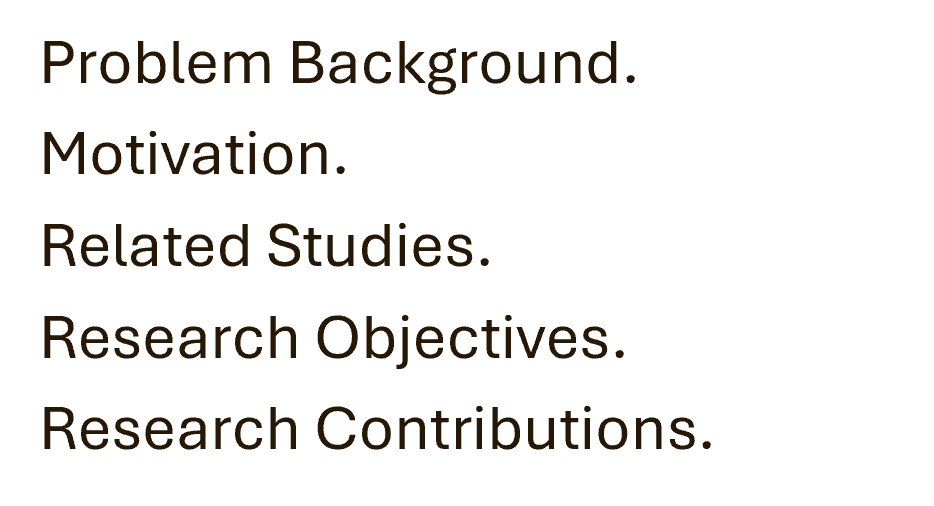 Problem Background.
Motivation.
Related Studies.
Research Objectives.
Research Contributions.